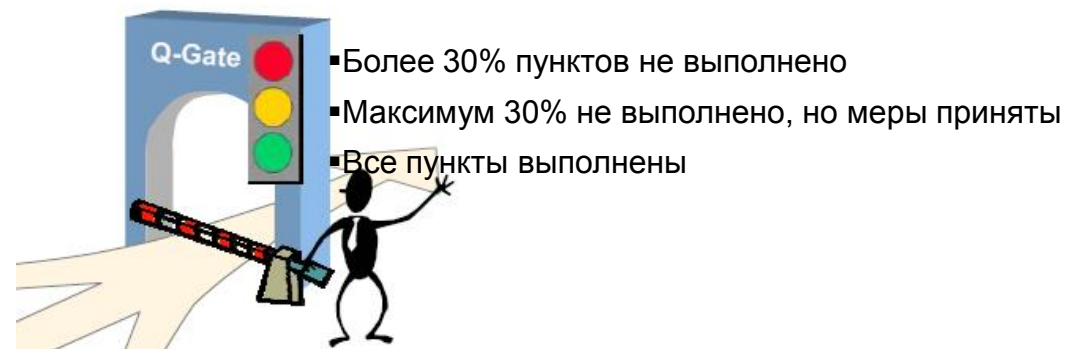 Q-Gate
▪Более 30% пунктов не выполнено
▪Максимум 30% не выполнено, но меры приняты
▪Все пункты выполнены